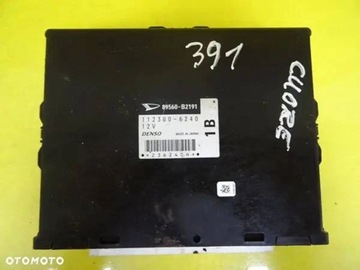 391
CUORE
89560-B2191
112300-6240
12V
DENSO
MADE IN JAPAN
1B
OTOMOTO